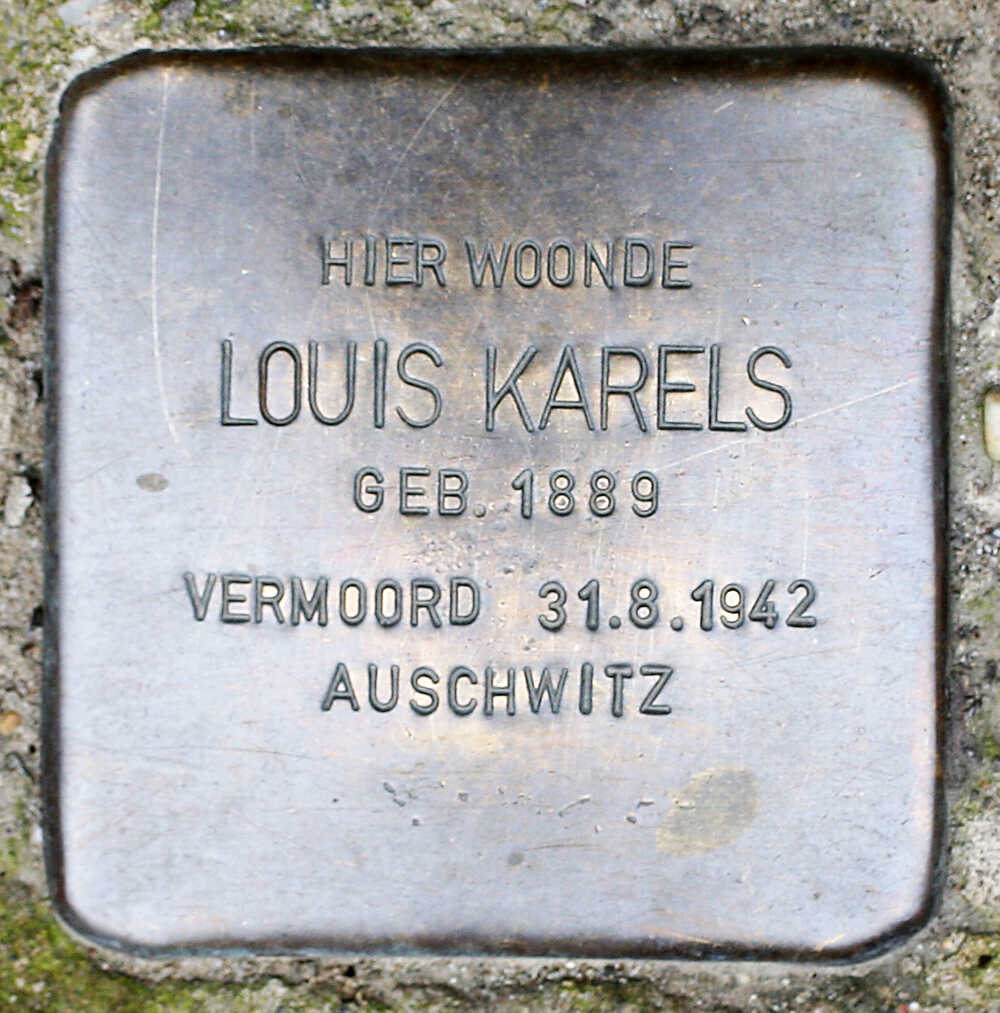 HIER WOONDE
LOUIS KARELS
GEB. 1889
VERMOORD 31.8.1942
AUSCHWITZ